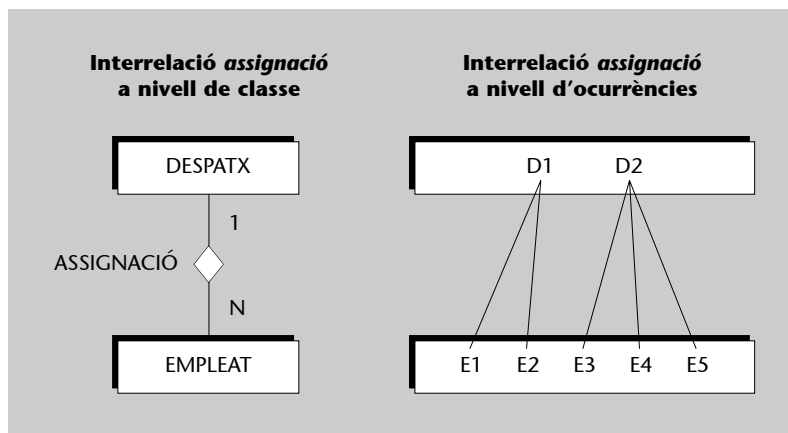 Interrelació assignació
a nivell de classe
DESPATX
1
ASSIGNACIÓ
N
EMPLEAT
Interrelació assignació
a nivell d'ocurrències
D1 D2
E1 E2 E3 E4 E5